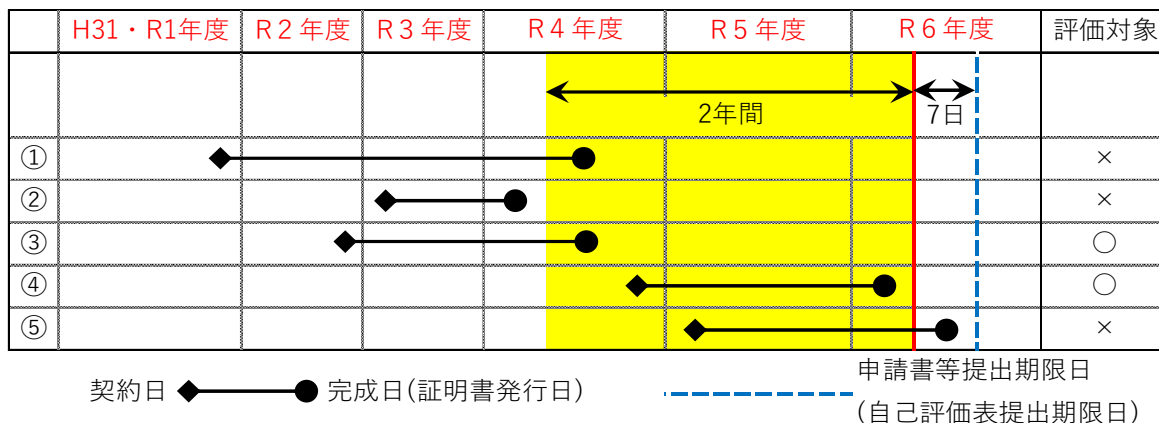 H31・R1年度 R２年度 R３年度 R４年度 R５年度 R６年度 評価対象
2年間 7日
① ×
② ×
③ ○
④ ○
⑤ ×
契約日 完成日(証明書発行日) 申請書等提出期限日
(自己評価表提出期限日)